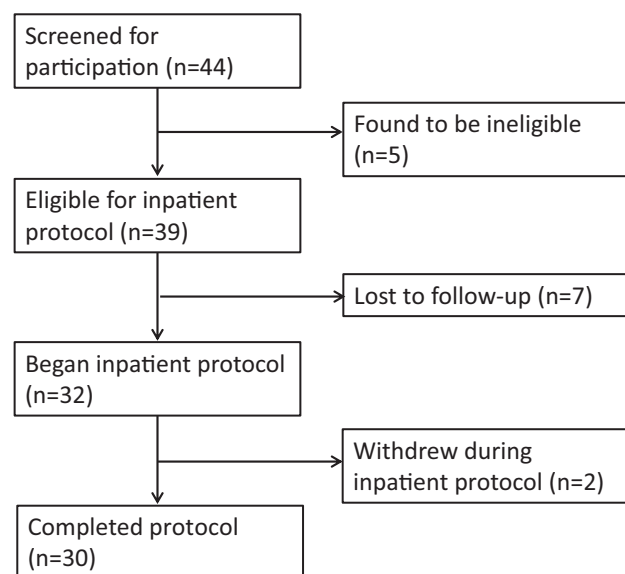 Screened for
participation (n=44)
Found to be ineligible
(n=5)
Eligible for inpatient
protocol (n=39)
Lost to follow-up (n=7)
Began inpatient protocol
(n=32)
Withdrew during
inpatient protocol (n=2)
Completed protocol
(n=30)